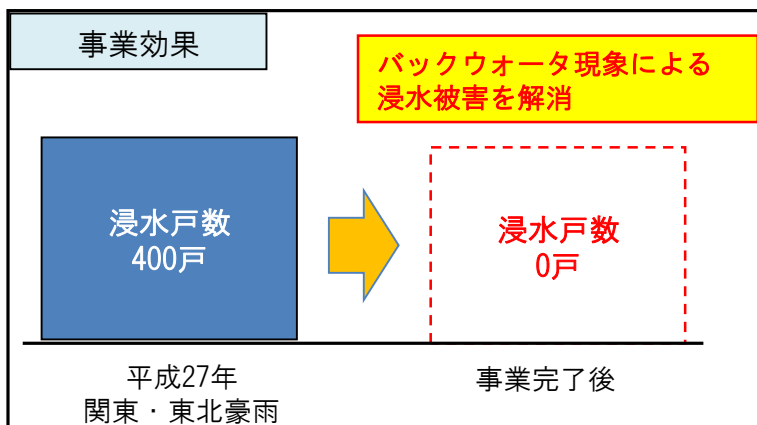 事業効果
バックウォータ現象による
浸水被害を解消
浸水戸数
400戸
浸水戸数
0戸
平成27年
関東・東北豪雨
事業完了後